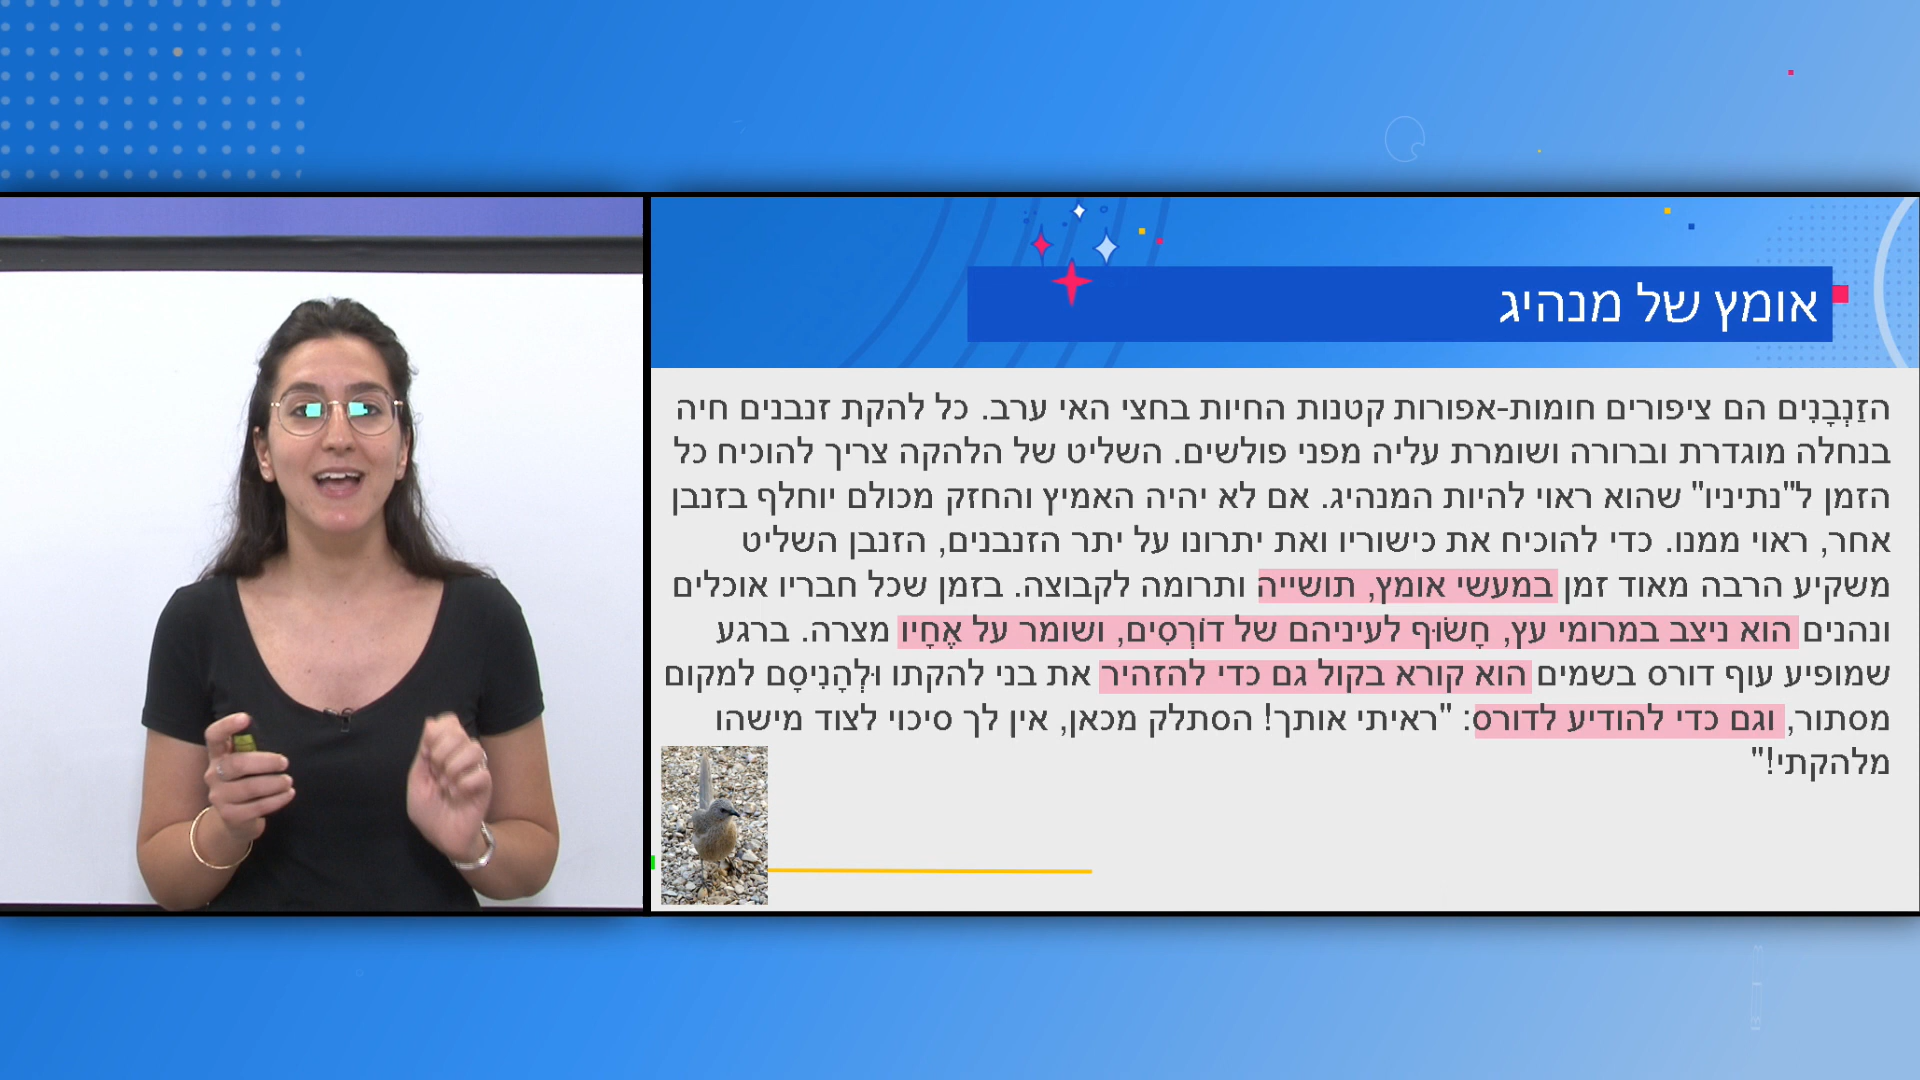 אומץ של מנהיג
הזַנְבָנִים הם ציפורים חומות-אפורות קטנות החיות בחצי האי ערב. כל להקת זנבנים חיה
בנחלה מוגדרת וברורה ושומרת עליה מפני פולשים. השליט של הלהקה צריך להוכיח כל
הזמן ל"נתיניו" שהוא ראוי להיות המנהיג. אם לא יהיה האמיץ והחזק מכולם יוחלף בזנבן
אחר, ראוי ממנו. כדי להוכיח את כישוריו ואת יתרונו על יתר הזנבנים, הזנבן השליט
משקיע הרבה מאוד זמן במעשי אומץ, תושייה ותרומה לקבוצה. בזמן שכל חבריו אוכלים
ונהנים הוא ניצב במרומי עץ, חָשׂוּף לעיניהם של דוֹרְסִים, ושומר על אֶחָיו מצרה. ברגע
שמופיע עוף דורס בשמים הוא קורא בקול גם כדי להזהיר את בני להקתו וּלְהָנִיסָם למקום
מסתור, וגם כדי להודיע לדורס: "ראיתי אותך! הסתלק מכאן, אין לך סיכוי לצוד מישהו
מלהקתי!"